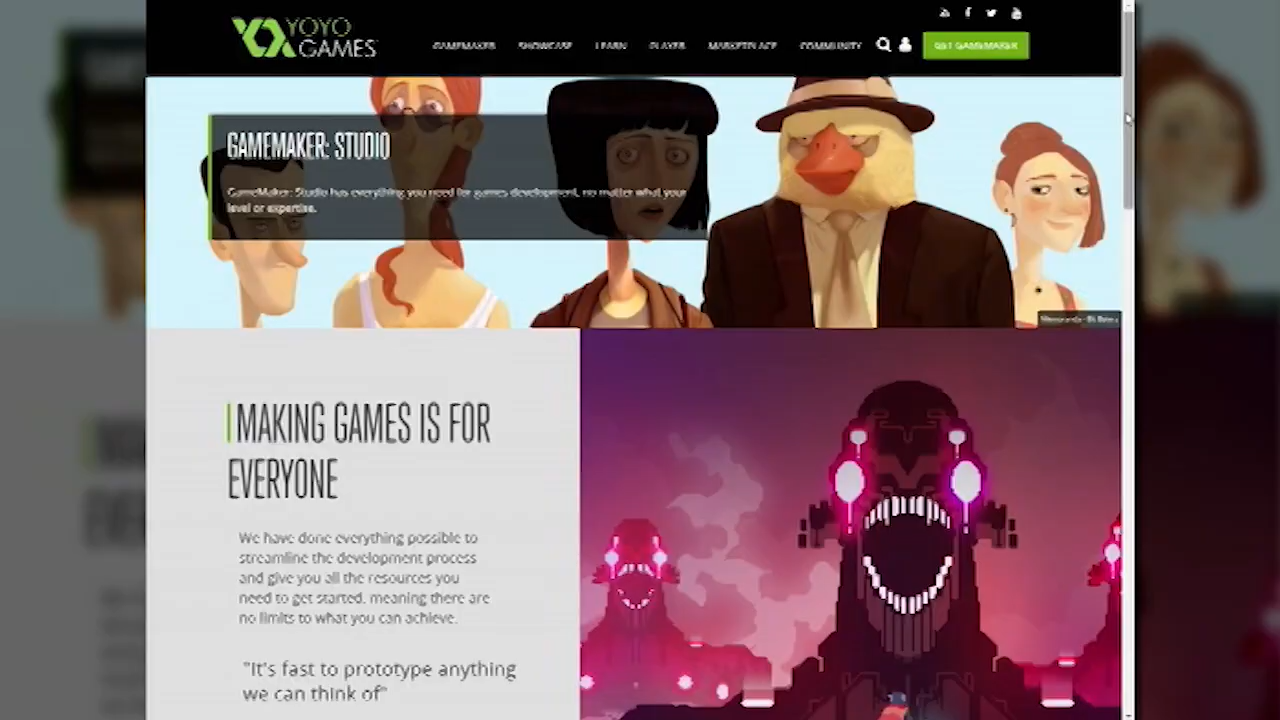 YOYO
GAMES
GAMEMAKER SHOWCASE LEARN PLAYER MARKETPLACE COMMUNITY GET GAMEMAKER
GAMEMAKER: STUDIO
GameMaker: Studio has everything you need for games development, no matter what your
level or expertise.
MAKING GAMES IS FOR
EVERYONE
We have done everything possible to
streamline the development process
and give you all the resources you
need to get started, meaning there are
no limits to what you can achieve.
"It's fast to prototype anything
we can think of"